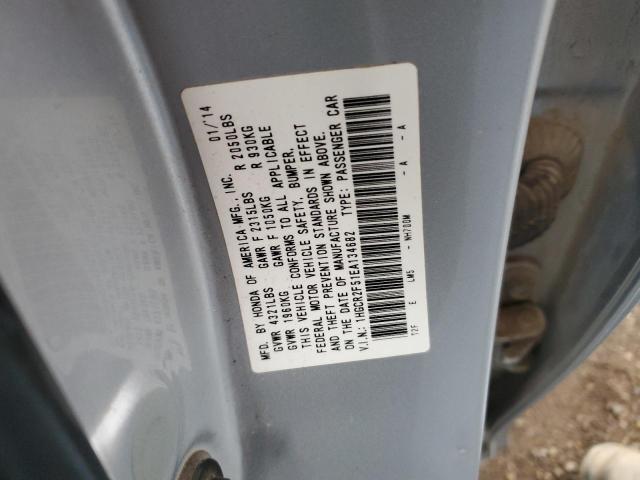 MFD. BY HONDA OF AMERICA MFG., INC. 01/'14
GVWR 4321LBS GAWR F 2315LBS R 2050LBS
GVWR 1960KG GAWR F 1050KG R 930KG
THIS VEHICLE CONFORMS TO ALL APPLICABLE
FEDERAL MOTOR VEHICLE SAFETY, BUMPER,
AND THEFT PREVENTION STANDARDS IN EFFECT
ON THE DATE OF MANUFACTURE SHOWN ABOVE.
V.I.N.: 1HGCR2F51EA134682 TYPE: PASSENGER CAR
T2F E LM5 - NH700M - A - A